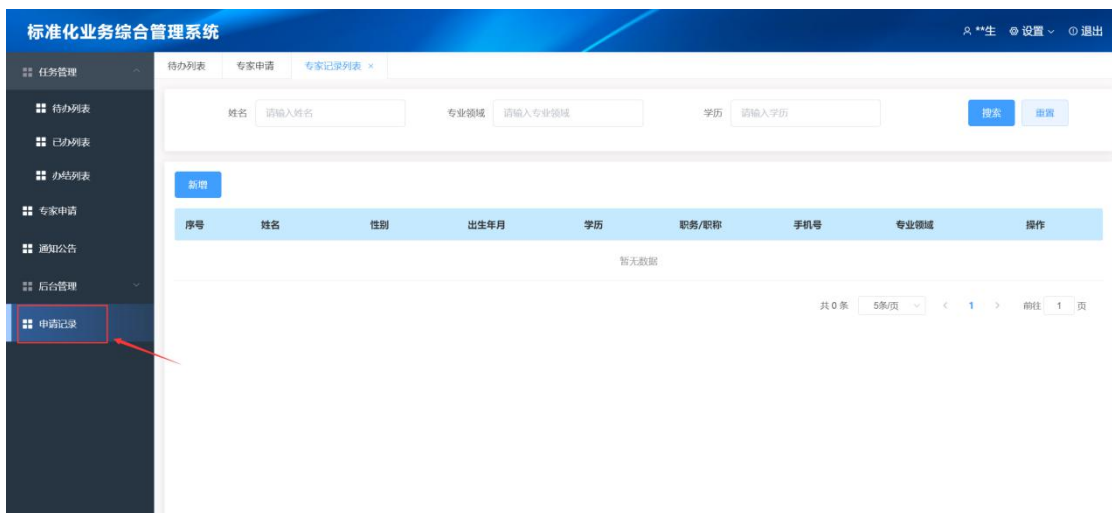 标准化业务综合管理系统 **生 设置 退出
任务管理
待办列表
已办列表
办结列表
专家申请
通知公告
后台管理
申请记录
待办列表 专家申请 专家记录列表 ×
姓名 请输入姓名 专业领域 请输入专业领域 学历 请输入学历 搜索 重置
新增
序号 姓名 性别 出生年月 学历 职务/职称 手机号 专业领域 操作
暂无数据
共 0 条 5条/页 < 1 > 前往 1 页